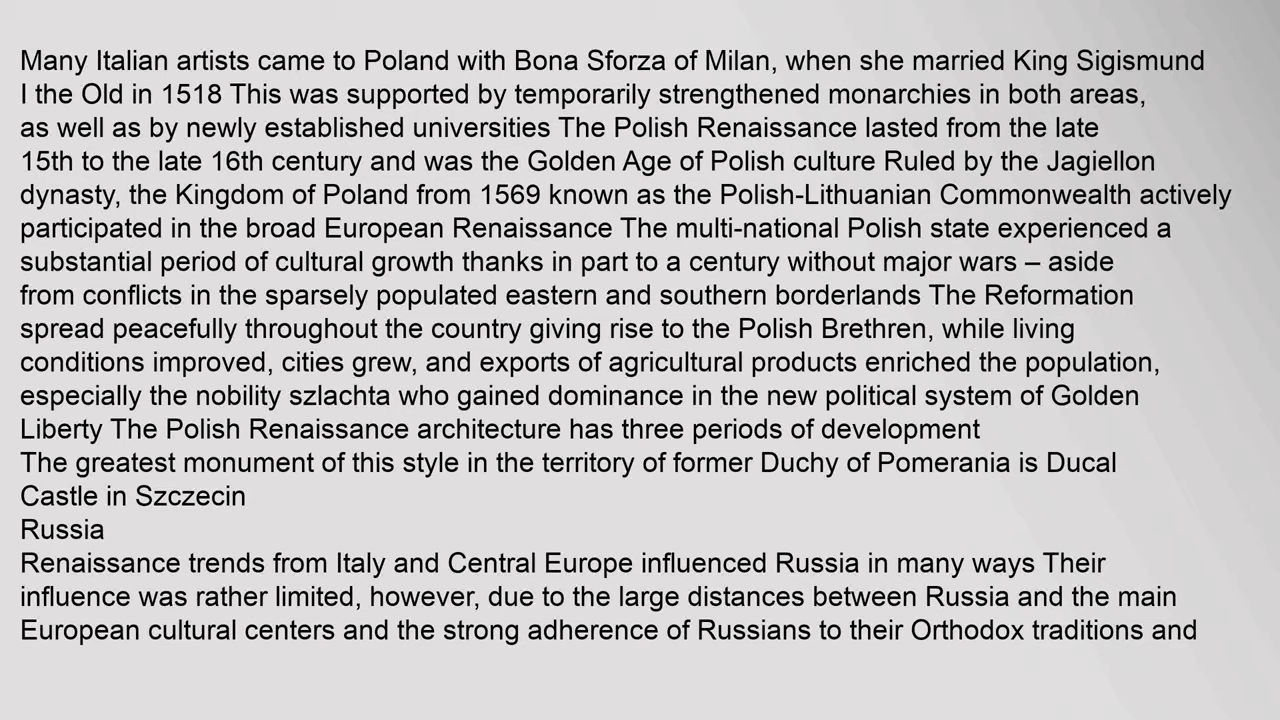 Many Italian artists came to Poland with Bona Sforza of Milan, when she married King Sigismund
I the Old in 1518 This was supported by temporarily strengthened monarchies in both areas,
as well as by newly established universities The Polish Renaissance lasted from the late
15th to the late 16th century and was the Golden Age of Polish culture Ruled by the Jagiellon
dynasty, the Kingdom of Poland from 1569 known as the Polish-Lithuanian Commonwealth actively
participated in the broad European Renaissance The multi-national Polish state experienced a
substantial period of cultural growth thanks in part to a century without major wars – aside
from conflicts in the sparsely populated eastern and southern borderlands The Reformation
spread peacefully throughout the country giving rise to the Polish Brethren, while living
conditions improved, cities grew, and exports of agricultural products enriched the population,
especially the nobility szlachta who gained dominance in the new political system of Golden
Liberty The Polish Renaissance architecture has three periods of development
The greatest monument of this style in the territory of former Duchy of Pomerania is Ducal
Castle in Szczecin
Russia
Renaissance trends from Italy and Central Europe influenced Russia in many ways Their
influence was rather limited, however, due to the large distances between Russia and the main
European cultural centers and the strong adherence of Russians to their Orthodox traditions and